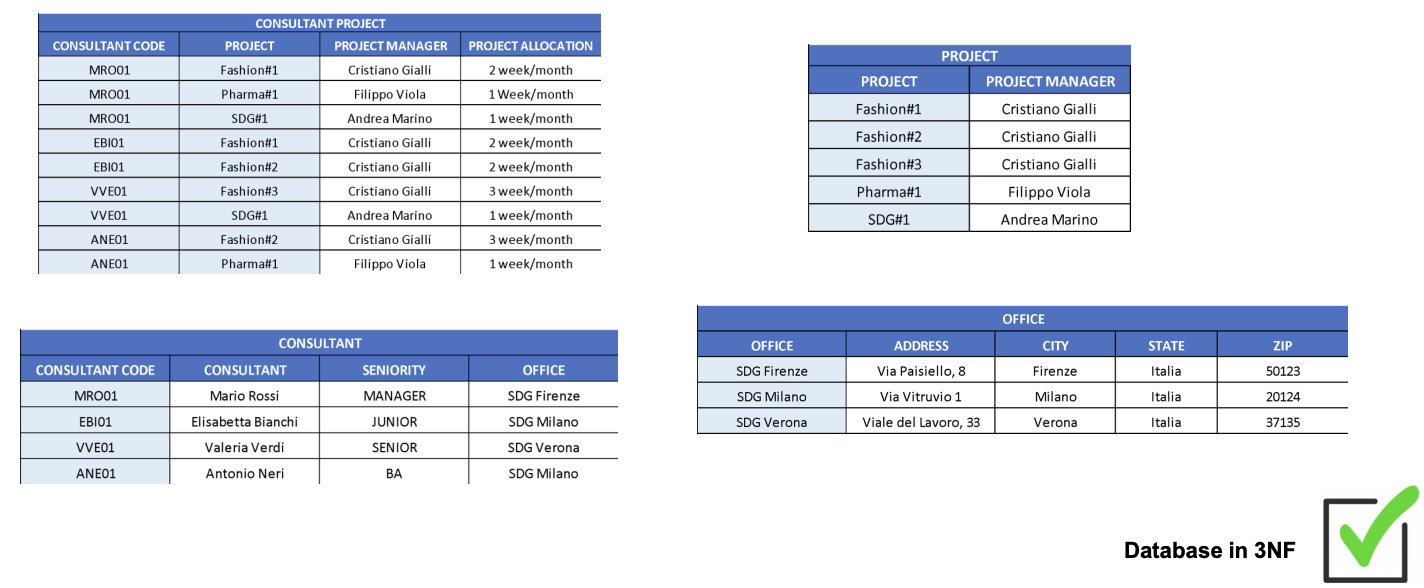 CONSULTANT PROJECT
CONSULTANT CODE PROJECT PROJECT MANAGER PROJECT ALLOCATION
MRO01 Fashion#1 Cristiano Gialli 2 week/month
MRO01 Pharma#1 Filippo Viola 1 Week/month
MRO01 SDG#1 Andrea Marino 1 week/month
EBI01 Fashion#1 Cristiano Gialli 2 week/month
EBI01 Fashion#2 Cristiano Gialli 2 week/month
VVE01 Fashion#3 Cristiano Gialli 3 week/month
VVE01 SDG#1 Andrea Marino 1 week/month
ANE01 Fashion#2 Cristiano Gialli 3 week/month
ANE01 Pharma#1 Filippo Viola 1 week/month
PROJECT
PROJECT PROJECT MANAGER
Fashion#1 Cristiano Gialli
Fashion#2 Cristiano Gialli
Fashion#3 Cristiano Gialli
Pharma#1 Filippo Viola
SDG#1 Andrea Marino
CONSULTANT
CONSULTANT CODE CONSULTANT SENIORITY OFFICE
MRO01 Mario Rossi MANAGER SDG Firenze
EBI01 Elisabetta Bianchi JUNIOR SDG Milano
VVE01 Valeria Verdi SENIOR SDG Verona
ANE01 Antonio Neri BA SDG Milano
OFFICE
OFFICE ADDRESS CITY STATE ZIP
SDG Firenze Via Paisiello, 8 Firenze Italia 50123
SDG Milano Via Vitruvio 1 Milano Italia 20124
SDG Verona Viale del Lavoro, 33 Verona Italia 37135
Database in 3NF